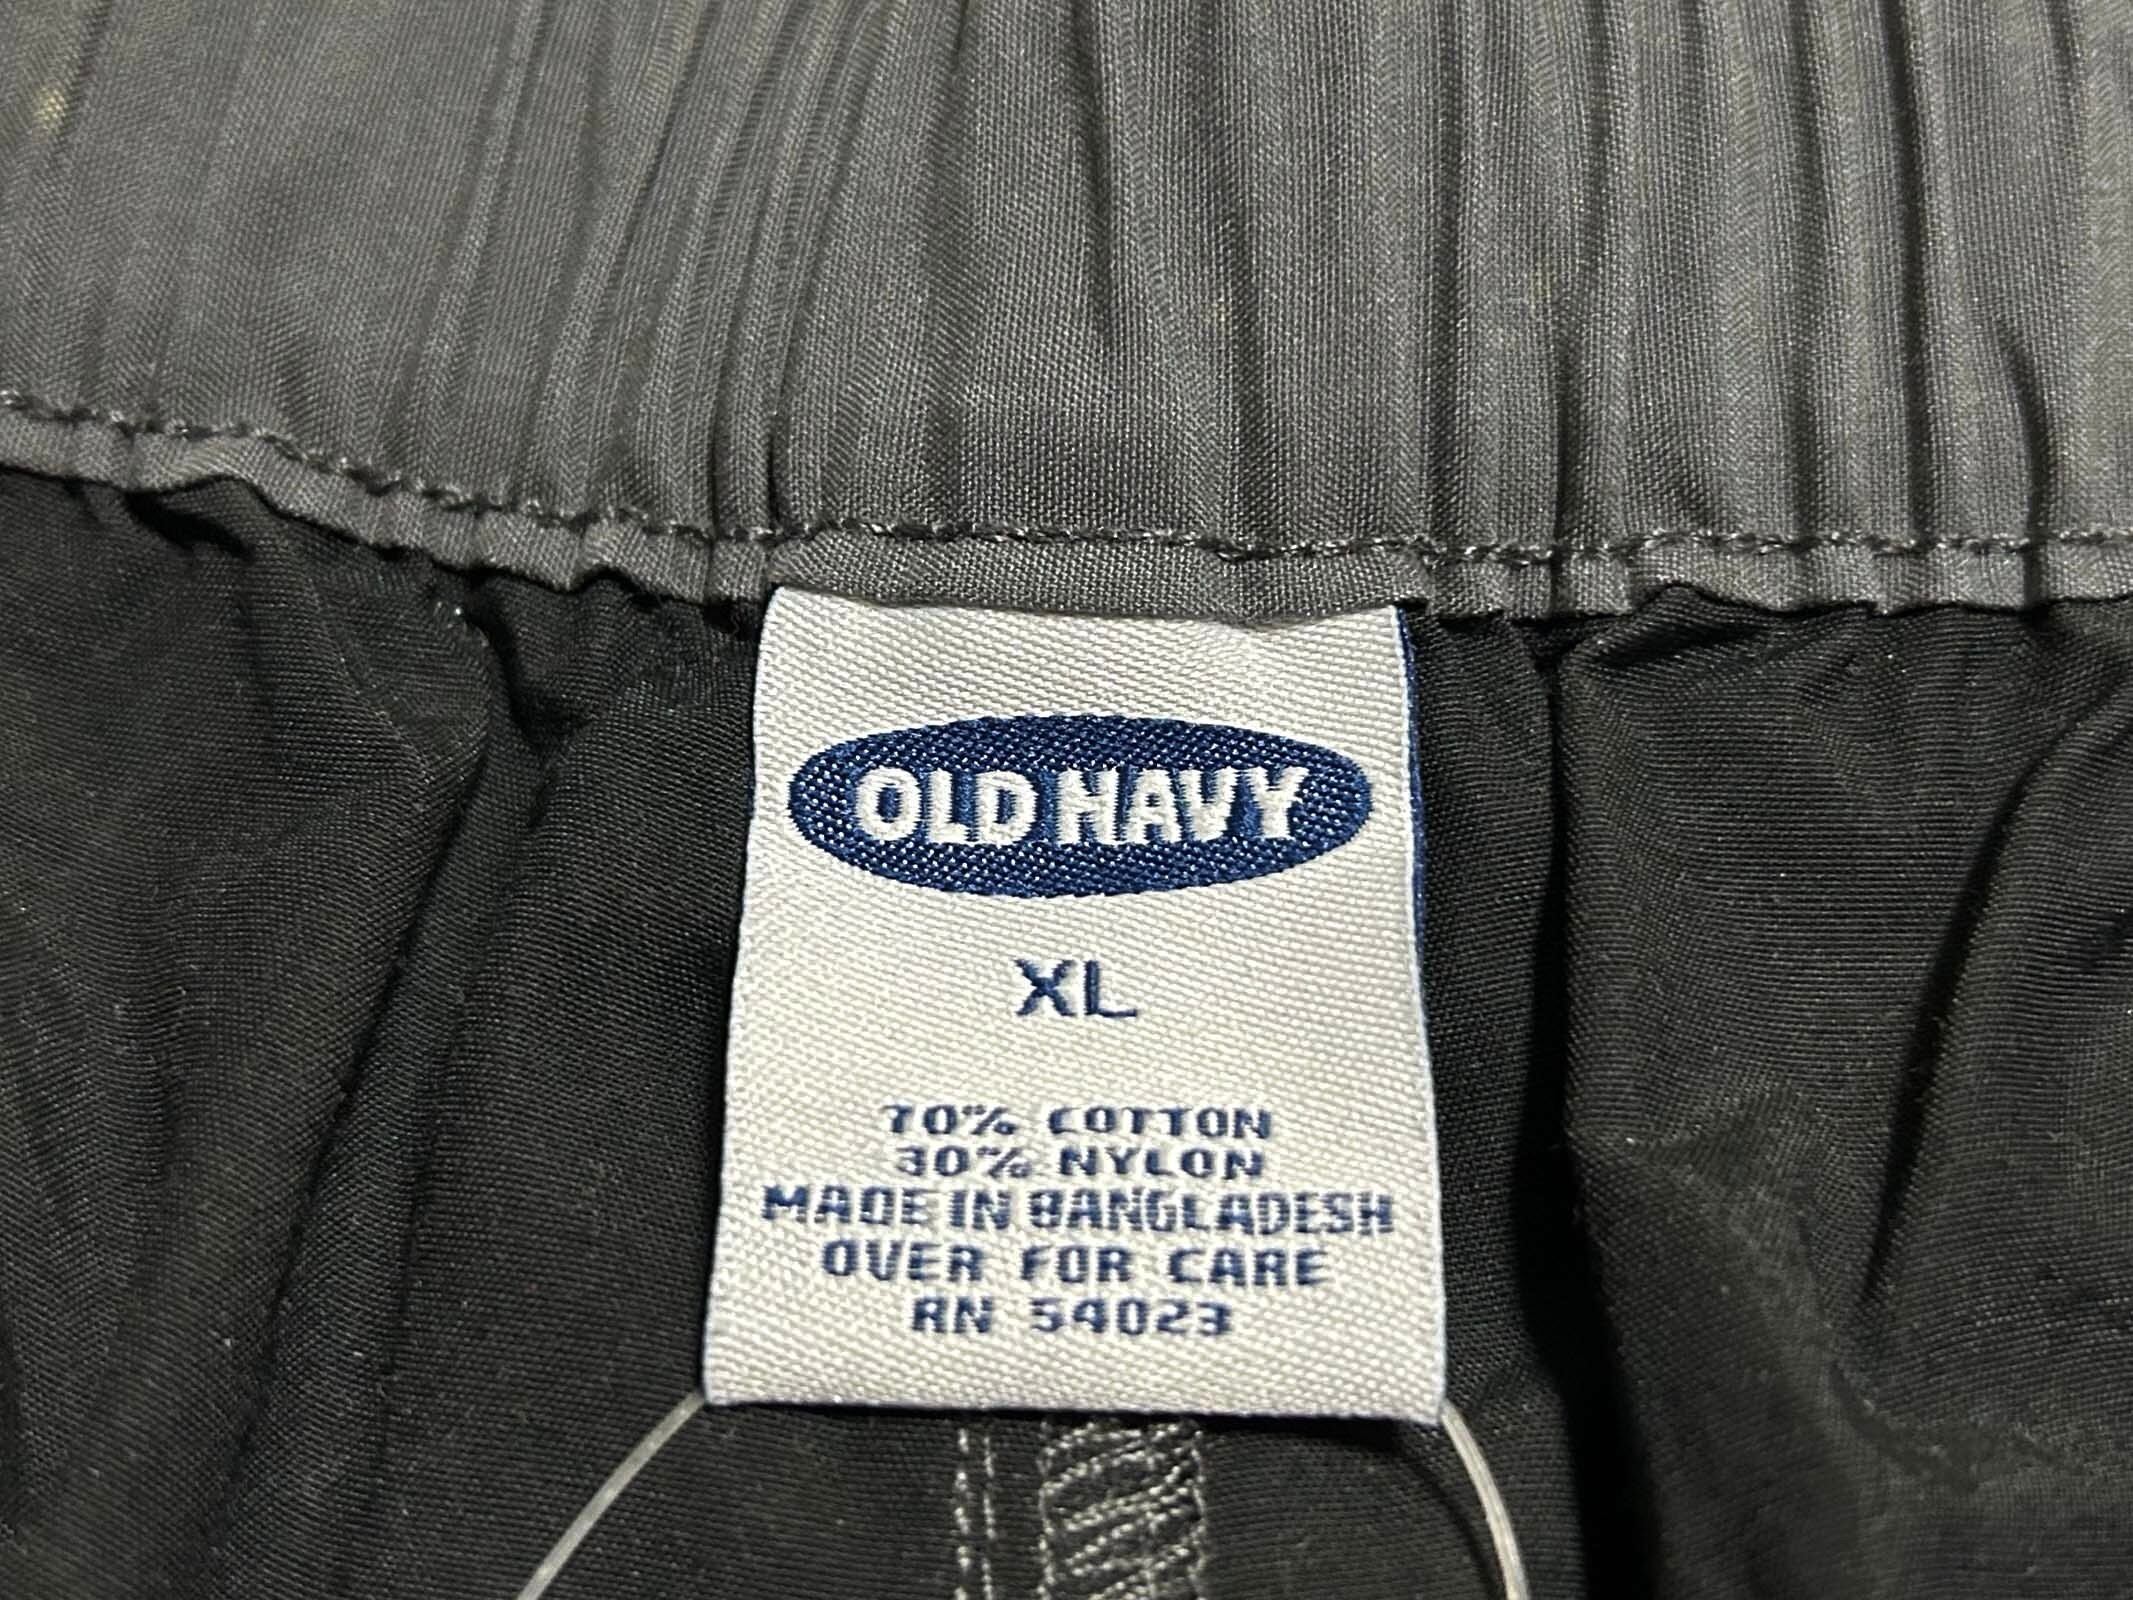 OLD NAVY
XL
70% COTTON
30% NYLON
MADE IN BANGLADESH
OVER FOR CARE
RN 54023